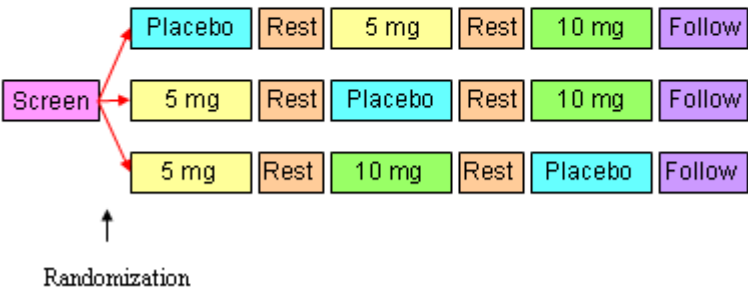 Placebo Rest 5 mg Rest 10 mg Follow
Screen 5 mg Rest Placebo Rest 10 mg Follow
5 mg Rest 10 mg Rest Placebo Follow
Randomization